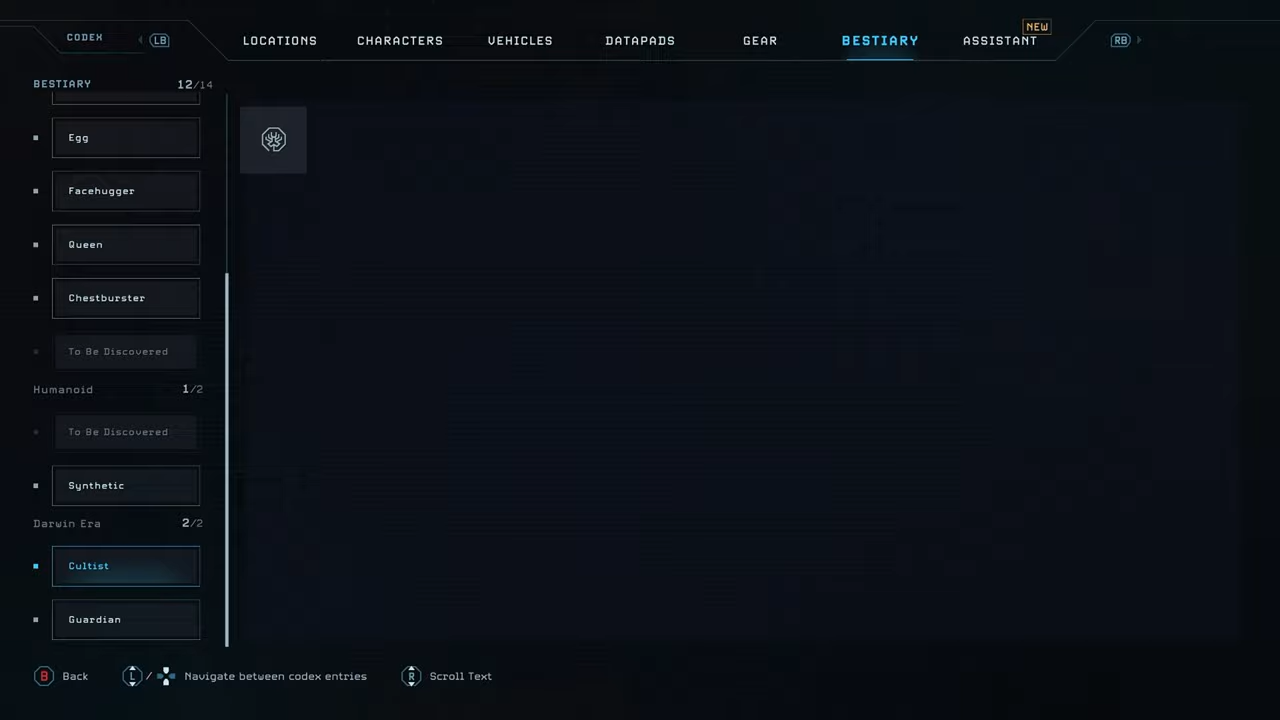 CODEX
LB
LOCATIONS
CHARACTERS
VEHICLES
DATAPADS
GEAR
BESTIARY
ASSISTANT
NEW
RB
BESTIARY 12/14
Egg
Facehugger
Queen
Chestburster
To Be Discovered
Humanoid 1/2
To Be Discovered
Synthetic
Darwin Era 2/2
Cultist
Guardian
B Back
L / Navigate between codex entries
R Scroll Text